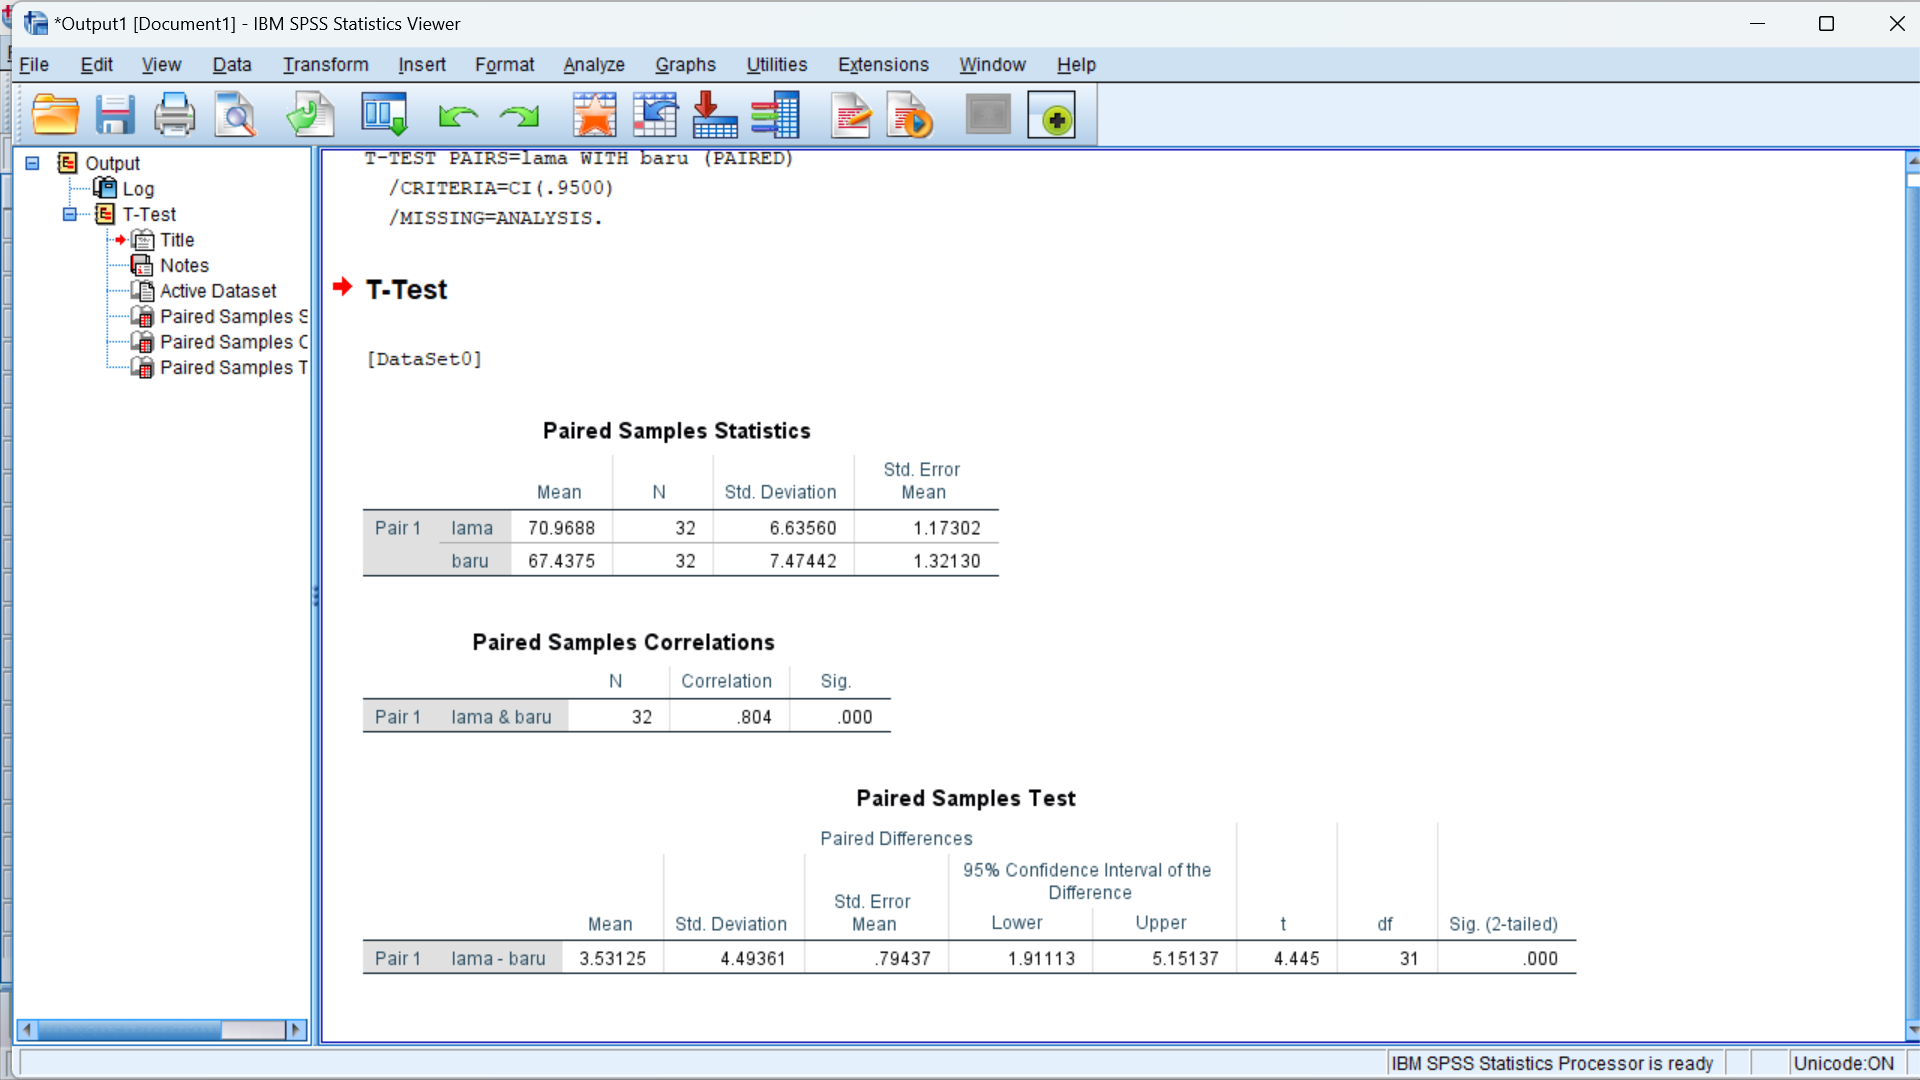 *Output1 [Document1] - IBM SPSS Statistics Viewer
File Edit View Data Transform Insert Format Analyze Graphs Utilities Extensions Window Help
Output
Log
T-Test
Title
Notes
Active Dataset
Paired Samples S
Paired Samples C
Paired Samples T
T-TEST PAIRS=lama WITH baru (PAIRED)
/CRITERIA=CI(.9500)
/MISSING=ANALYSIS.
T-Test
[DataSet0]
Paired Samples Statistics
Mean N Std. Deviation Std. Error Mean
Pair 1 lama 70.9688 32 6.63560 1.17302
baru 67.4375 32 7.47442 1.32130
Paired Samples Correlations
N Correlation Sig.
Pair 1 lama & baru 32 .804 .000
Paired Samples Test
Paired Differences
95% Confidence Interval of the Difference
Mean Std. Deviation Std. Error Mean Lower Upper t df Sig. (2-tailed)
Pair 1 lama - baru 3.53125 4.49361 .79437 1.91113 5.15137 4.445 31 .000
IBM SPSS Statistics Processor is ready Unicode:ON